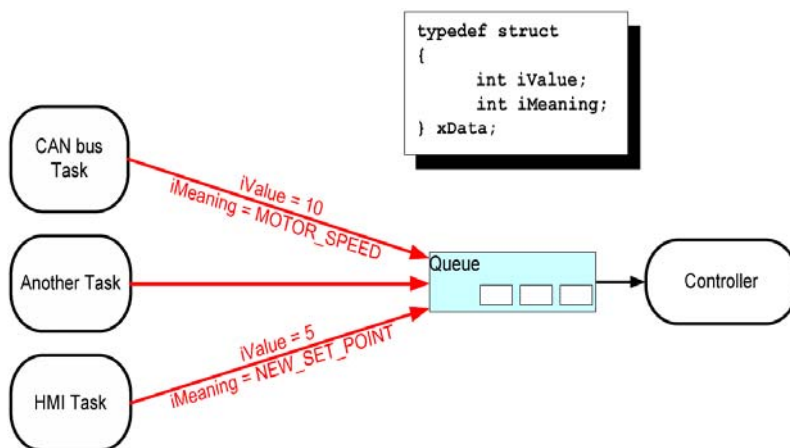 typedef struct
{
int iValue;
int iMeaning;
} xData;
CAN bus
Task
iValue = 10
iMeaning = MOTOR_SPEED
Another Task
Queue
Controller
iValue = 5
iMeaning = NEW_SET_POINT
HMI Task